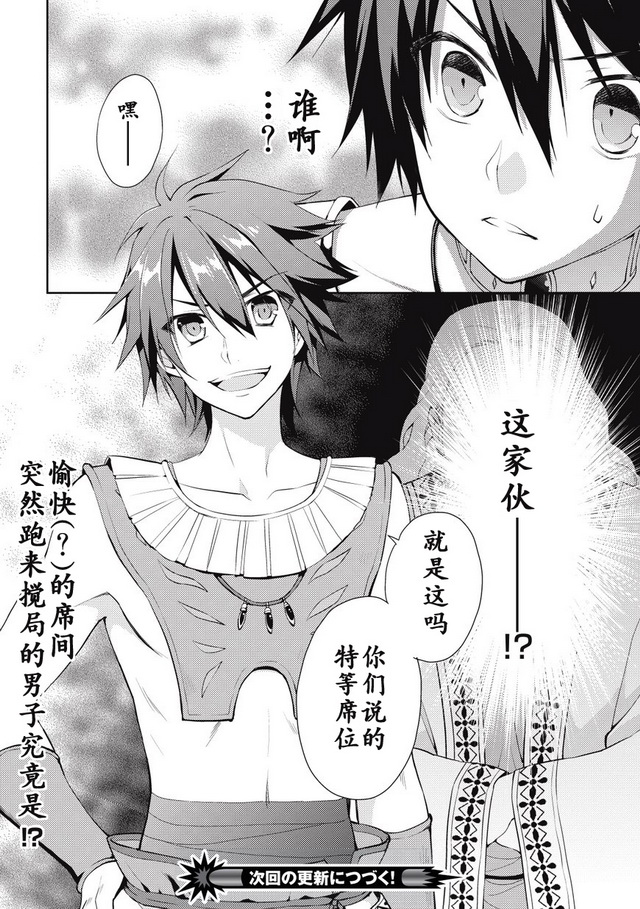 谁啊
…？
嘿——
这家伙——!?
就是这吗
你们说的
特等席位
愉快(？)的席间
突然跑来搅局的男子究竟是!?
次回の更新につづく!